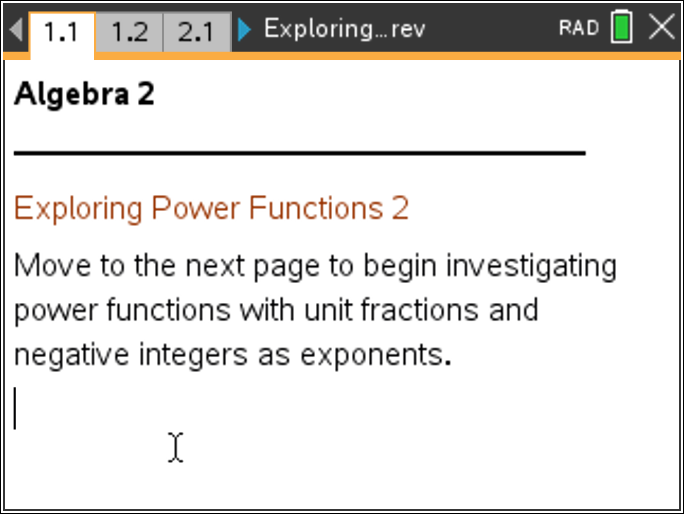 1.1 1.2 2.1 Exploring…rev RAD
Algebra 2
Exploring Power Functions 2
Move to the next page to begin investigating
power functions with unit fractions and
negative integers as exponents.